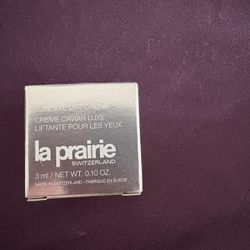 EYE LIFT CREAM
CREME CAVIAR LUXE
LIFTANTE POUR LES YEUX
la prairie
SWITZERLAND
3 ml / NET WT. 0.10 OZ.
MADE IN SWITZERLAND - FABRIQUÉ EN SUISSE